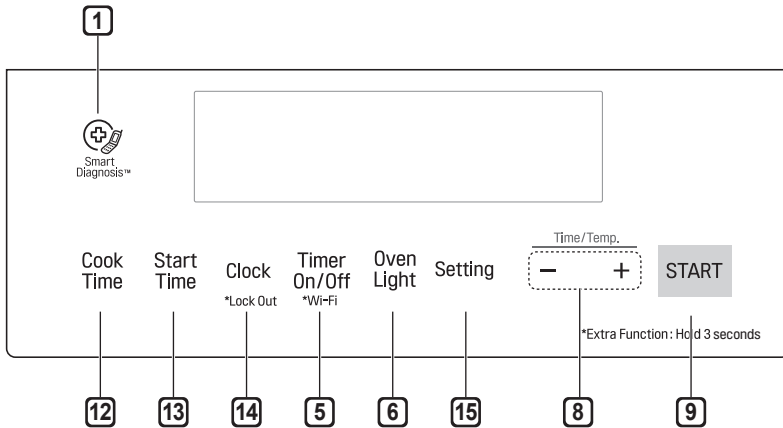 1
Smart
Diagnosis™
Time/Temp.
Cook
Time
Start
Time
Clock
*Lock Out
Timer
On/Off
*Wi-Fi
Oven
Light
Setting
− +
START
*Extra Function: Hold 3 seconds
12 13 14 5 6 15 8 9